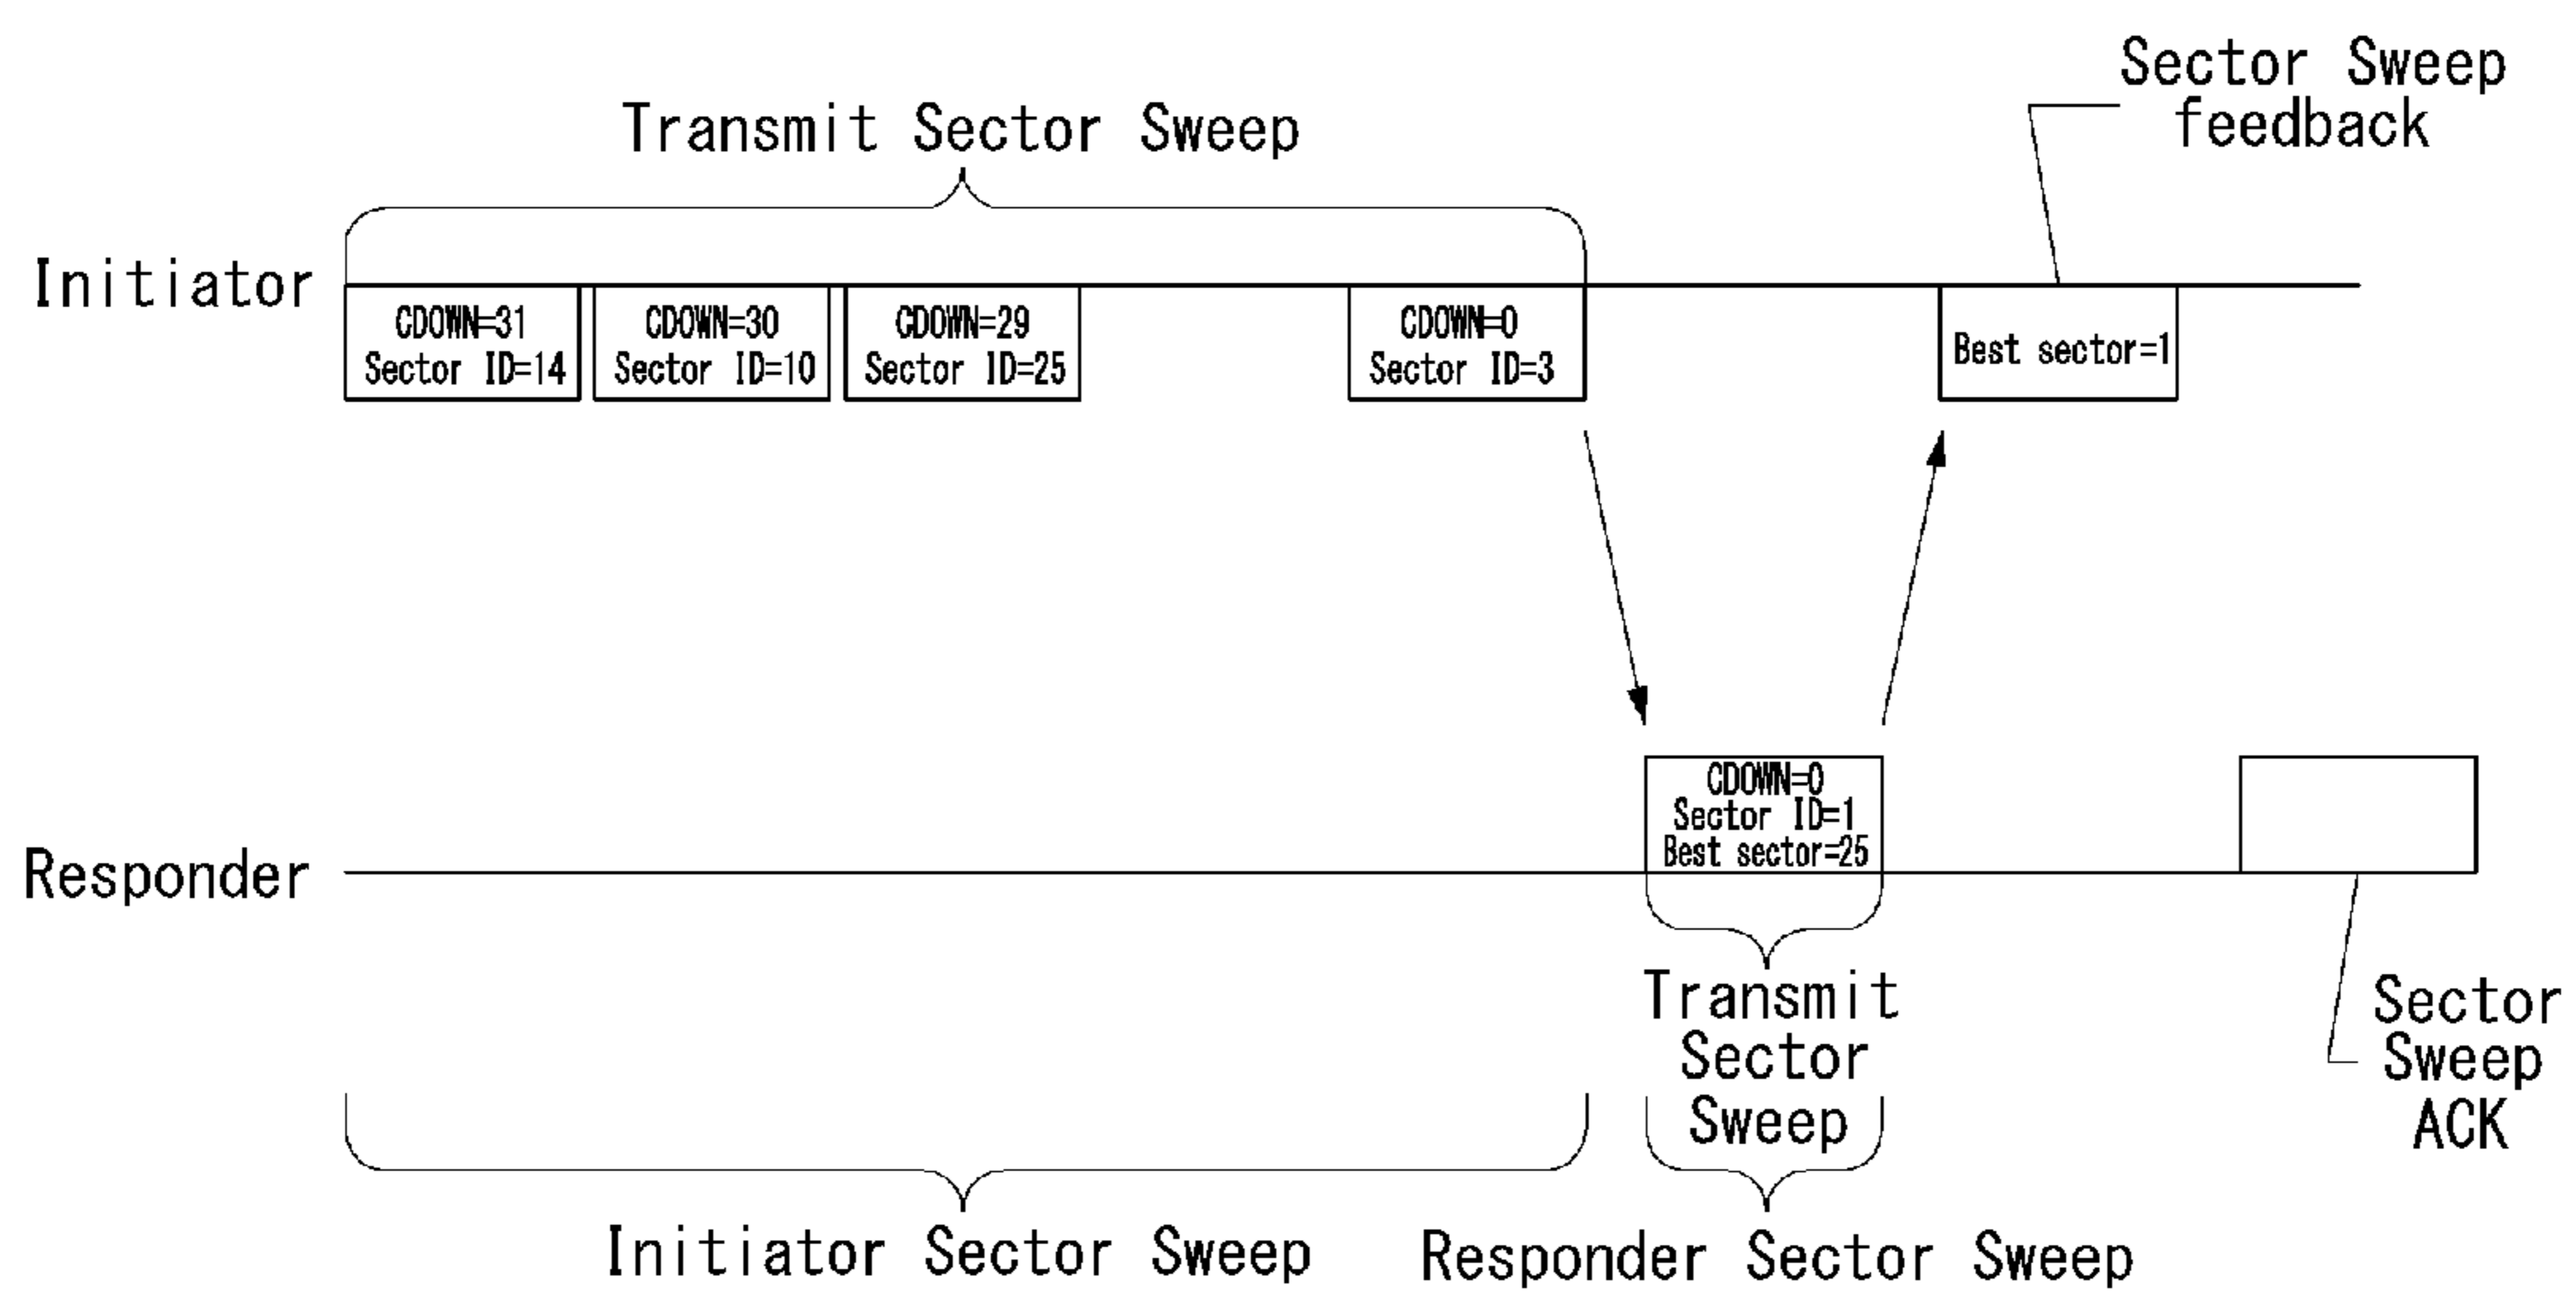 Sector Sweep
feedback
Transmit Sector Sweep
Initiator
CDOWN=31
Sector ID=14
CDOWN=30
Sector ID=10
CDOWN=29
Sector ID=25
CDOWN=0
Sector ID=3
Best sector=1
Responder
CDOWN=0
Sector ID=1
Best sector=25
Transmit
Sector
Sweep
Sector
Sweep
ACK
Initiator Sector Sweep
Responder Sector Sweep